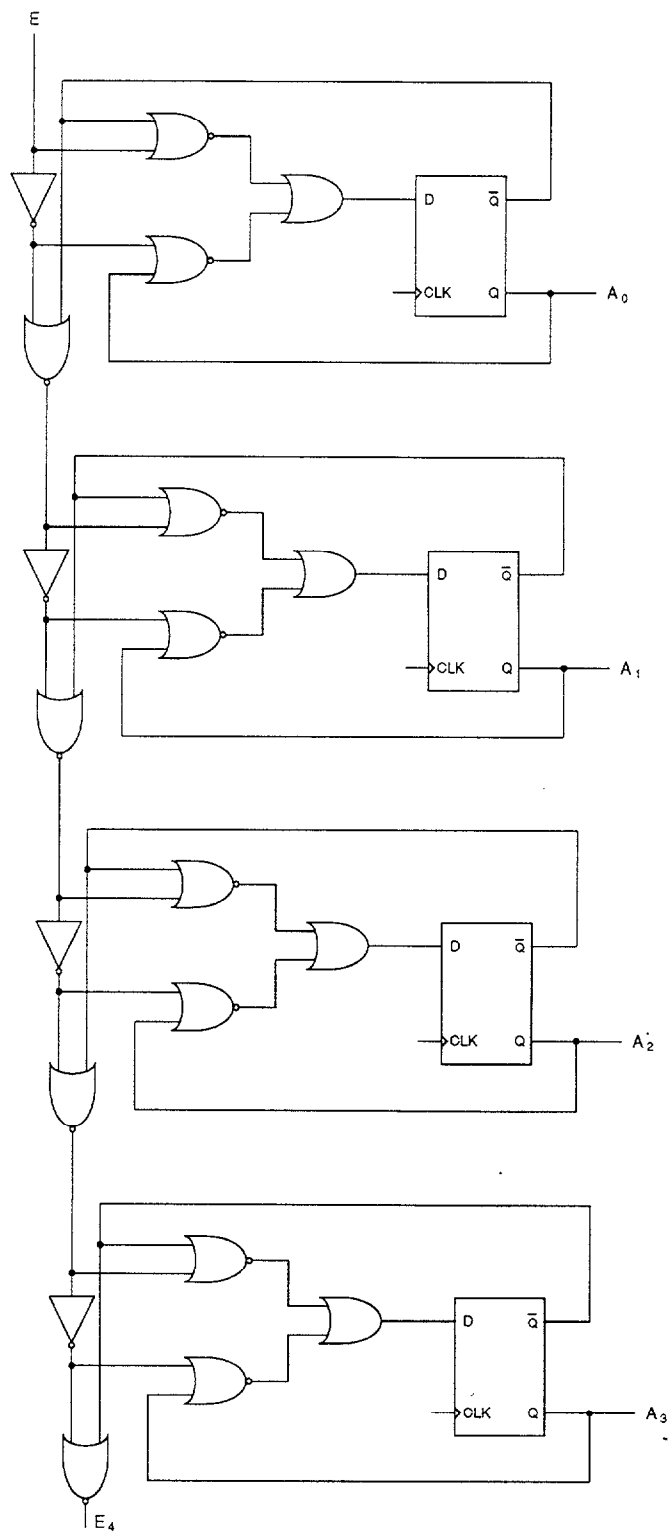 E
D Q̅
CLK Q A₀
D Q̅
CLK Q A₁
D Q̅
CLK Q A₂
D Q̅
CLK Q A₃
E₄